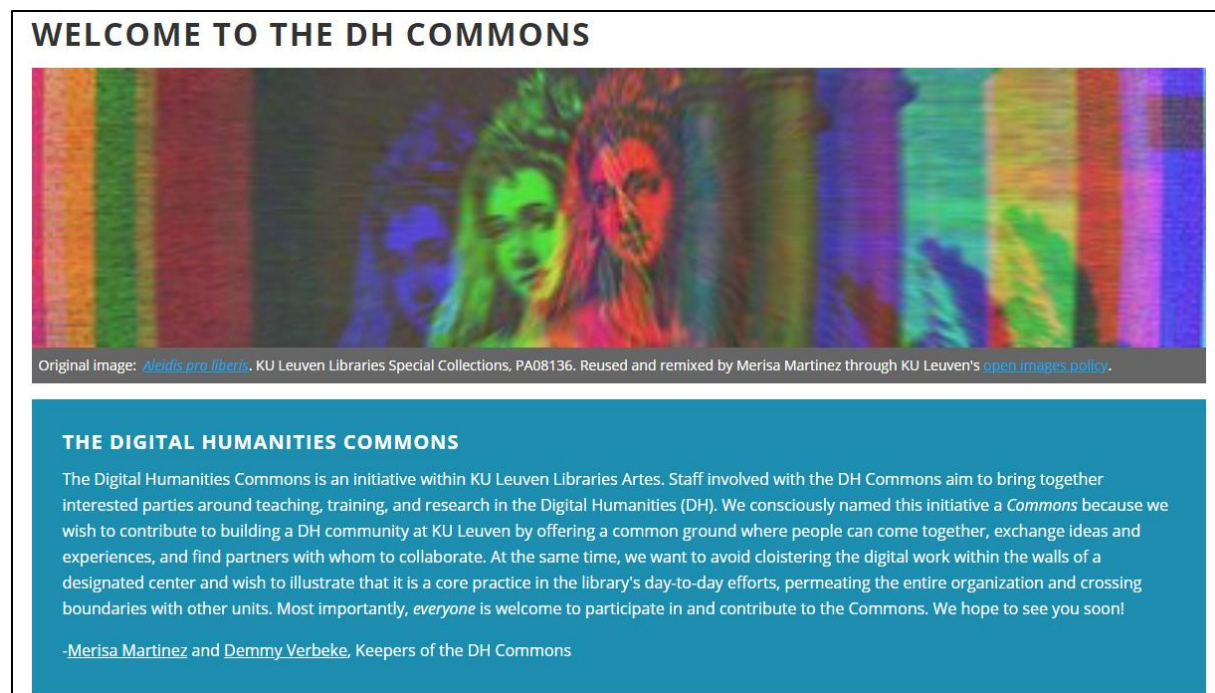 WELCOME TO THE DH COMMONS
Original image: Aleidis pro liberis. KU Leuven Libraries Special Collections, PA08136. Reused and remixed by Merisa Martinez through KU Leuven's open images policy.
THE DIGITAL HUMANITIES COMMONS
The Digital Humanities Commons is an initiative within KU Leuven Libraries Artes. Staff involved with the DH Commons aim to bring together
interested parties around teaching, training, and research in the Digital Humanities (DH). We consciously named this initiative a Commons because we
wish to contribute to building a DH community at KU Leuven by offering a common ground where people can come together, exchange ideas and
experiences, and find partners with whom to collaborate. At the same time, we want to avoid cloistering the digital work within the walls of a
designated center and wish to illustrate that it is a core practice in the library's day-to-day efforts, permeating the entire organization and crossing
boundaries with other units. Most importantly, everyone is welcome to participate in and contribute to the Commons. We hope to see you soon!
-Merisa Martinez and Demmy Verbeke, Keepers of the DH Commons